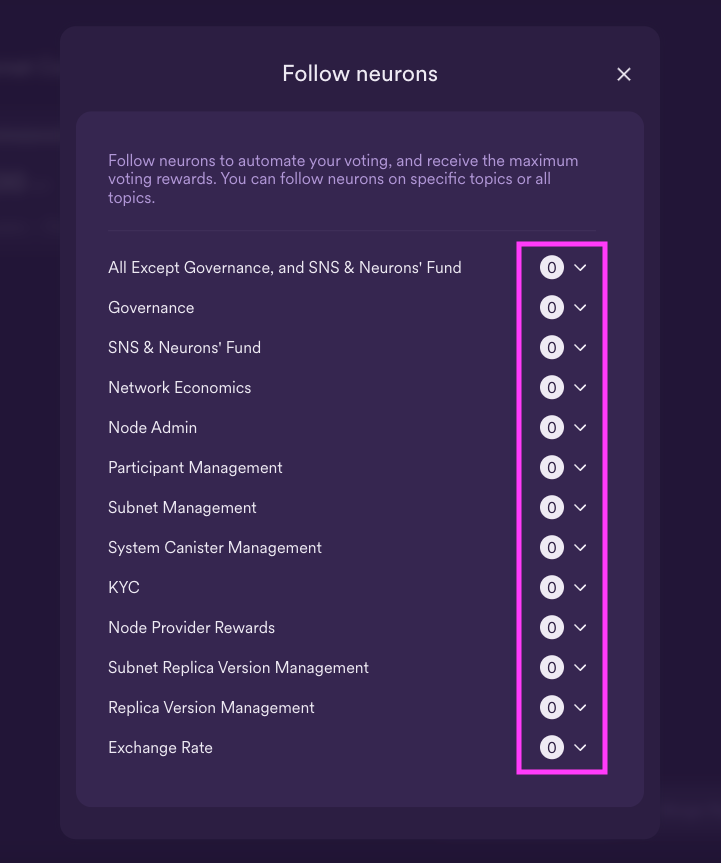 Follow neurons
Follow neurons to automate your voting, and receive the maximum
voting rewards. You can follow neurons on specific topics or all
topics.
All Except Governance, and SNS & Neurons' Fund 0
Governance 0
SNS & Neurons' Fund 0
Network Economics 0
Node Admin 0
Participant Management 0
Subnet Management 0
System Canister Management 0
KYC 0
Node Provider Rewards 0
Subnet Replica Version Management 0
Replica Version Management 0
Exchange Rate 0